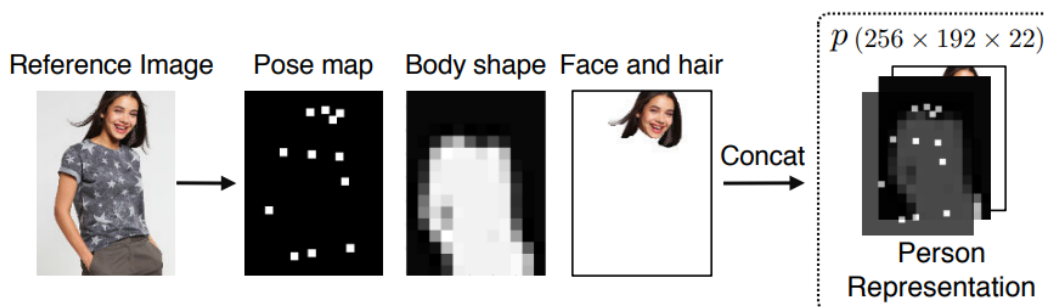 Reference Image
Pose map
Body shape
Face and hair
Concat
p (256 × 192 × 22)
Person
Representation